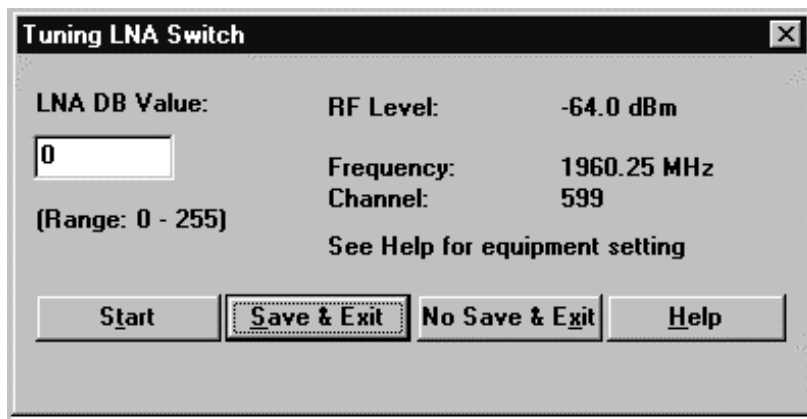 Tuning LNA Switch
LNA DB Value:
0
(Range: 0 - 255)
RF Level: -64.0 dBm
Frequency: 1960.25 MHz
Channel: 599
See Help for equipment setting
Start Save & Exit No Save & Exit Help